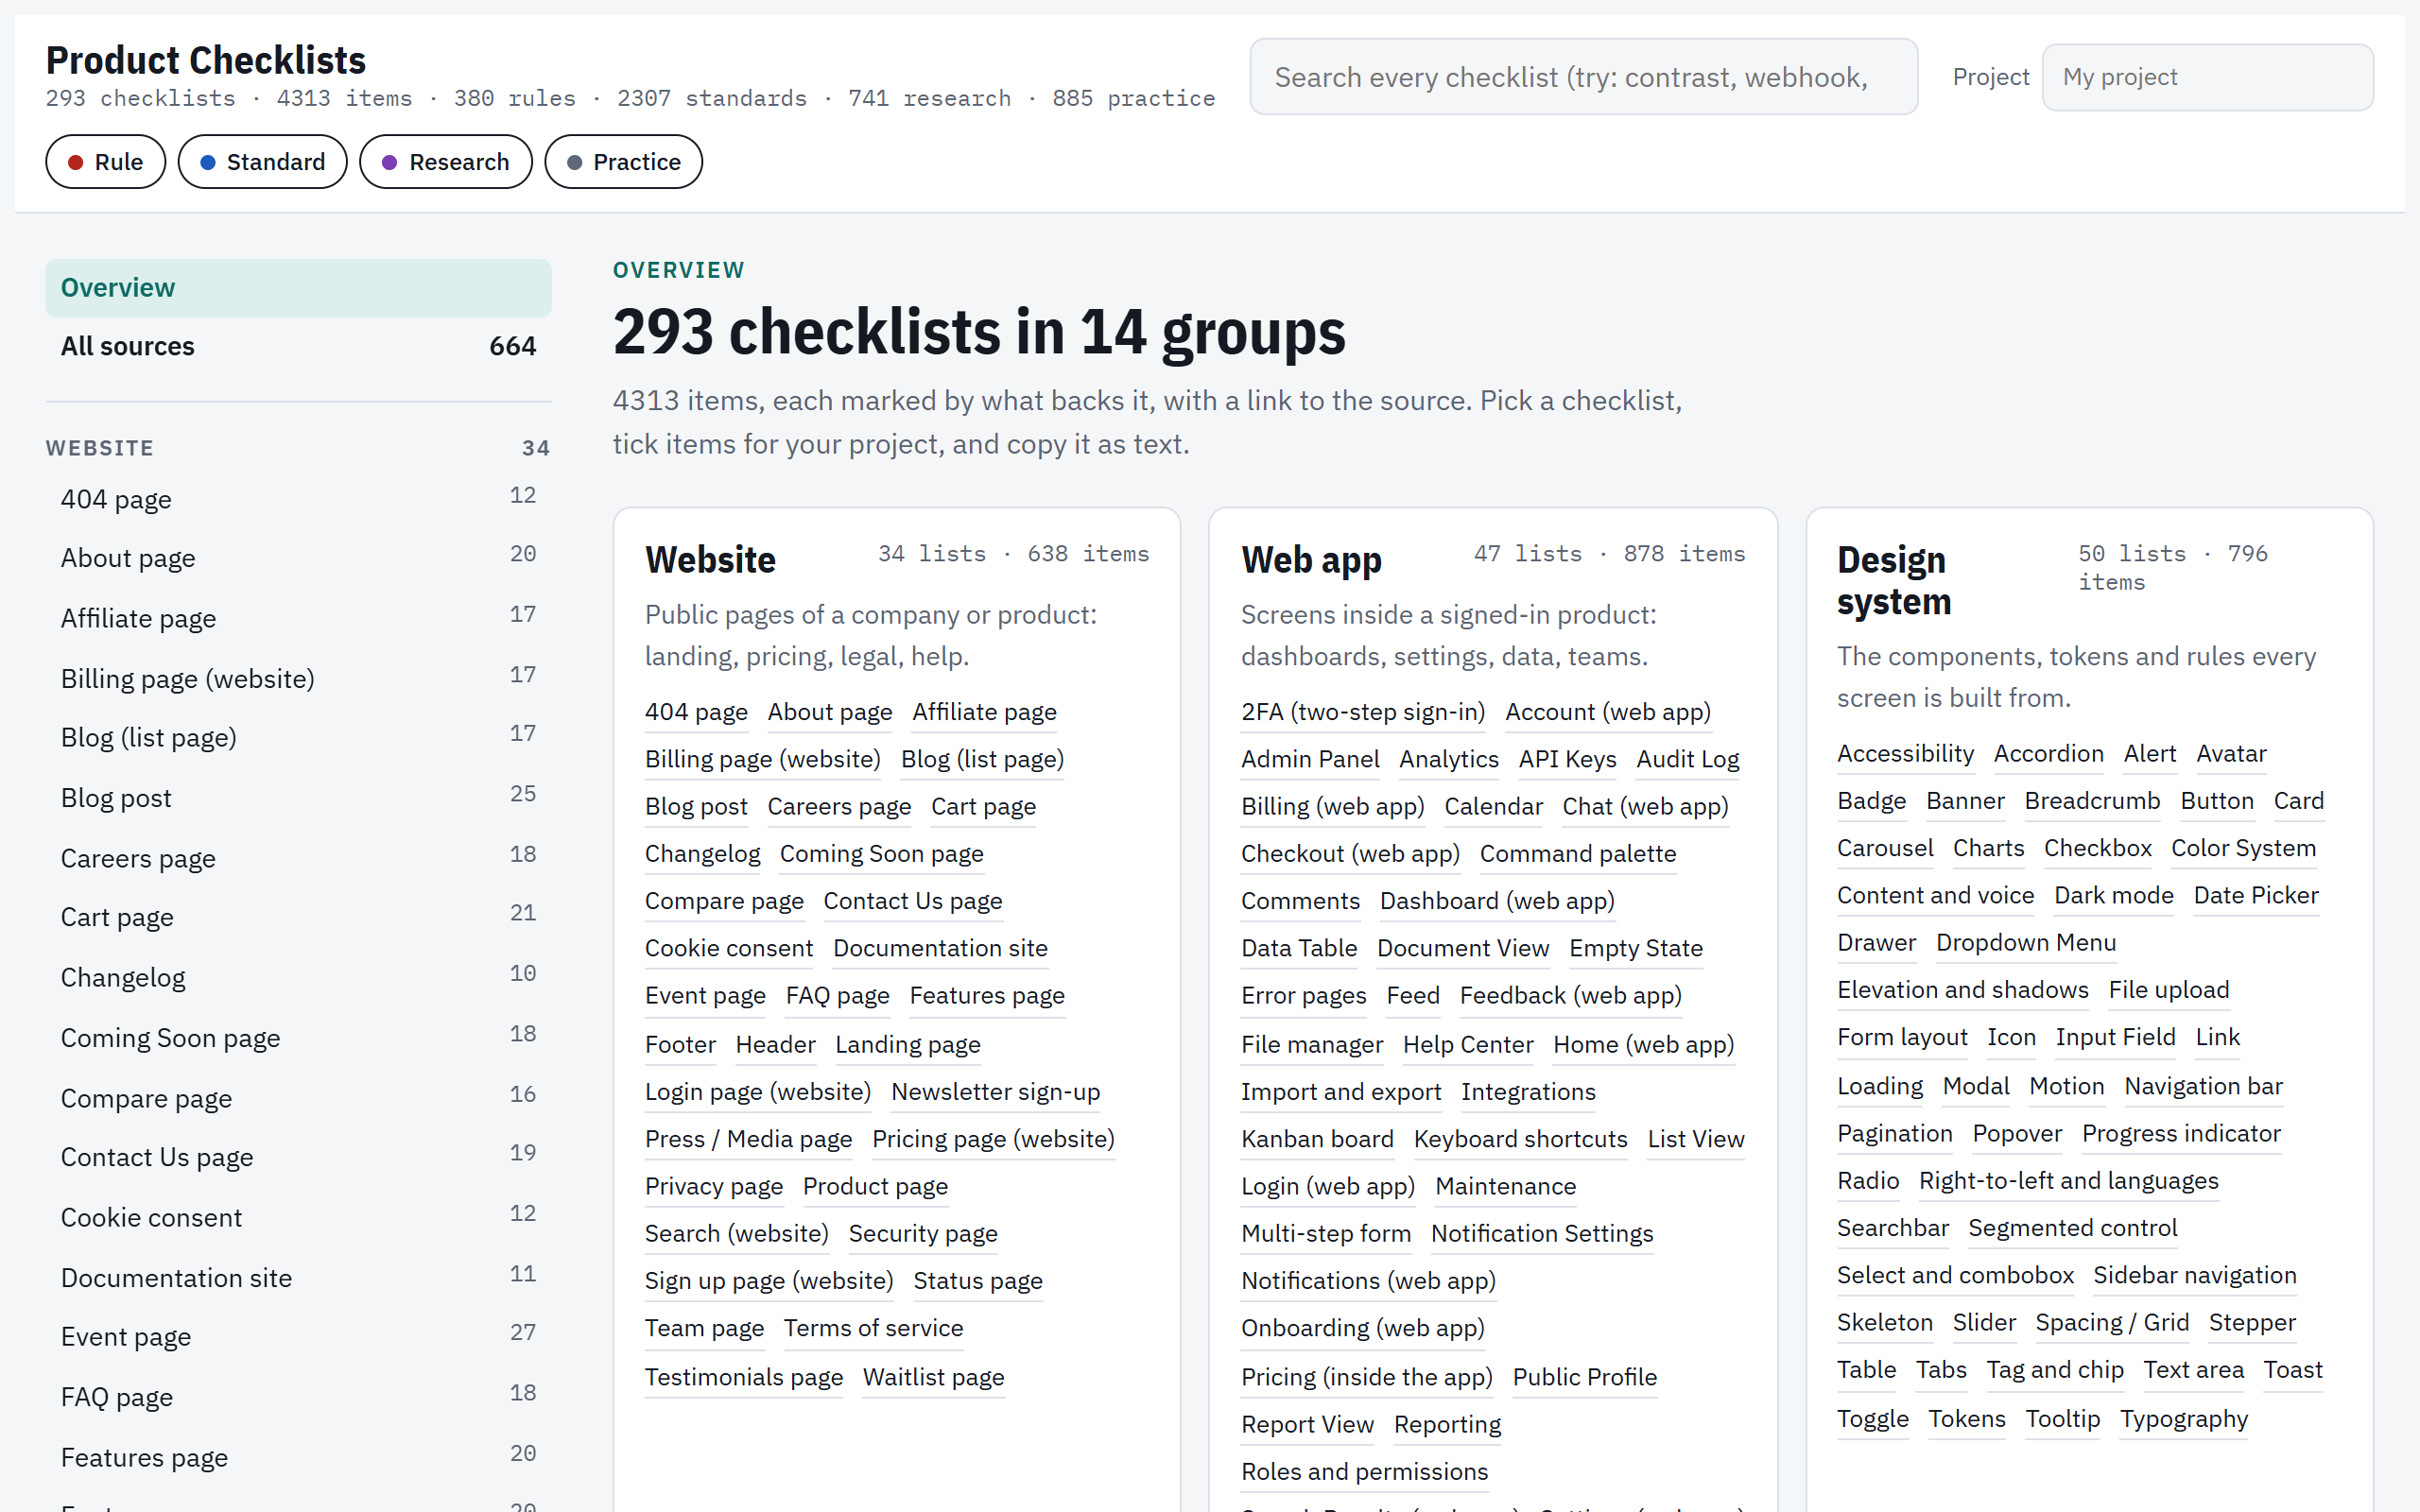 Product Checklists
293 checklists · 4313 items · 380 rules · 2307 standards · 741 research · 885 practice
Search every checklist (try: contrast, webhook,
Project
My project
Rule
Standard
Research
Practice
Overview
All sources 664
WEBSITE 34
404 page 12
About page 20
Affiliate page 17
Billing page (website) 17
Blog (list page) 17
Blog post 25
Careers page 18
Cart page 21
Changelog 10
Coming Soon page 18
Compare page 16
Contact Us page 19
Cookie consent 12
Documentation site 11
Event page 27
FAQ page 18
Features page 20
OVERVIEW
293 checklists in 14 groups
4313 items, each marked by what backs it, with a link to the source. Pick a checklist,
tick items for your project, and copy it as text.
Website 34 lists · 638 items
Public pages of a company or product:
landing, pricing, legal, help.
404 page About page Affiliate page
Billing page (website) Blog (list page)
Blog post Careers page Cart page
Changelog Coming Soon page
Compare page Contact Us page
Cookie consent Documentation site
Event page FAQ page Features page
Footer Header Landing page
Login page (website) Newsletter sign-up
Press / Media page Pricing page (website)
Privacy page Product page
Search (website) Security page
Sign up page (website) Status page
Team page Terms of service
Testimonials page Waitlist page
Web app 47 lists · 878 items
Screens inside a signed-in product:
dashboards, settings, data, teams.
2FA (two-step sign-in) Account (web app)
Admin Panel Analytics API Keys Audit Log
Billing (web app) Calendar Chat (web app)
Checkout (web app) Command palette
Comments Dashboard (web app)
Data Table Document View Empty State
Error pages Feed Feedback (web app)
File manager Help Center Home (web app)
Import and export Integrations
Kanban board Keyboard shortcuts List View
Login (web app) Maintenance
Multi-step form Notification Settings
Notifications (web app)
Onboarding (web app)
Pricing (inside the app) Public Profile
Report View Reporting
Roles and permissions
Design
system
50 lists · 796
items
The components, tokens and rules every
screen is built from.
Accessibility Accordion Alert Avatar
Badge Banner Breadcrumb Button Card
Carousel Charts Checkbox Color System
Content and voice Dark mode Date Picker
Drawer Dropdown Menu
Elevation and shadows File upload
Form layout Icon Input Field Link
Loading Modal Motion Navigation bar
Pagination Popover Progress indicator
Radio Right-to-left and languages
Searchbar Segmented control
Select and combobox Sidebar navigation
Skeleton Slider Spacing / Grid Stepper
Table Tabs Tag and chip Text area Toast
Toggle Tokens Tooltip Typography